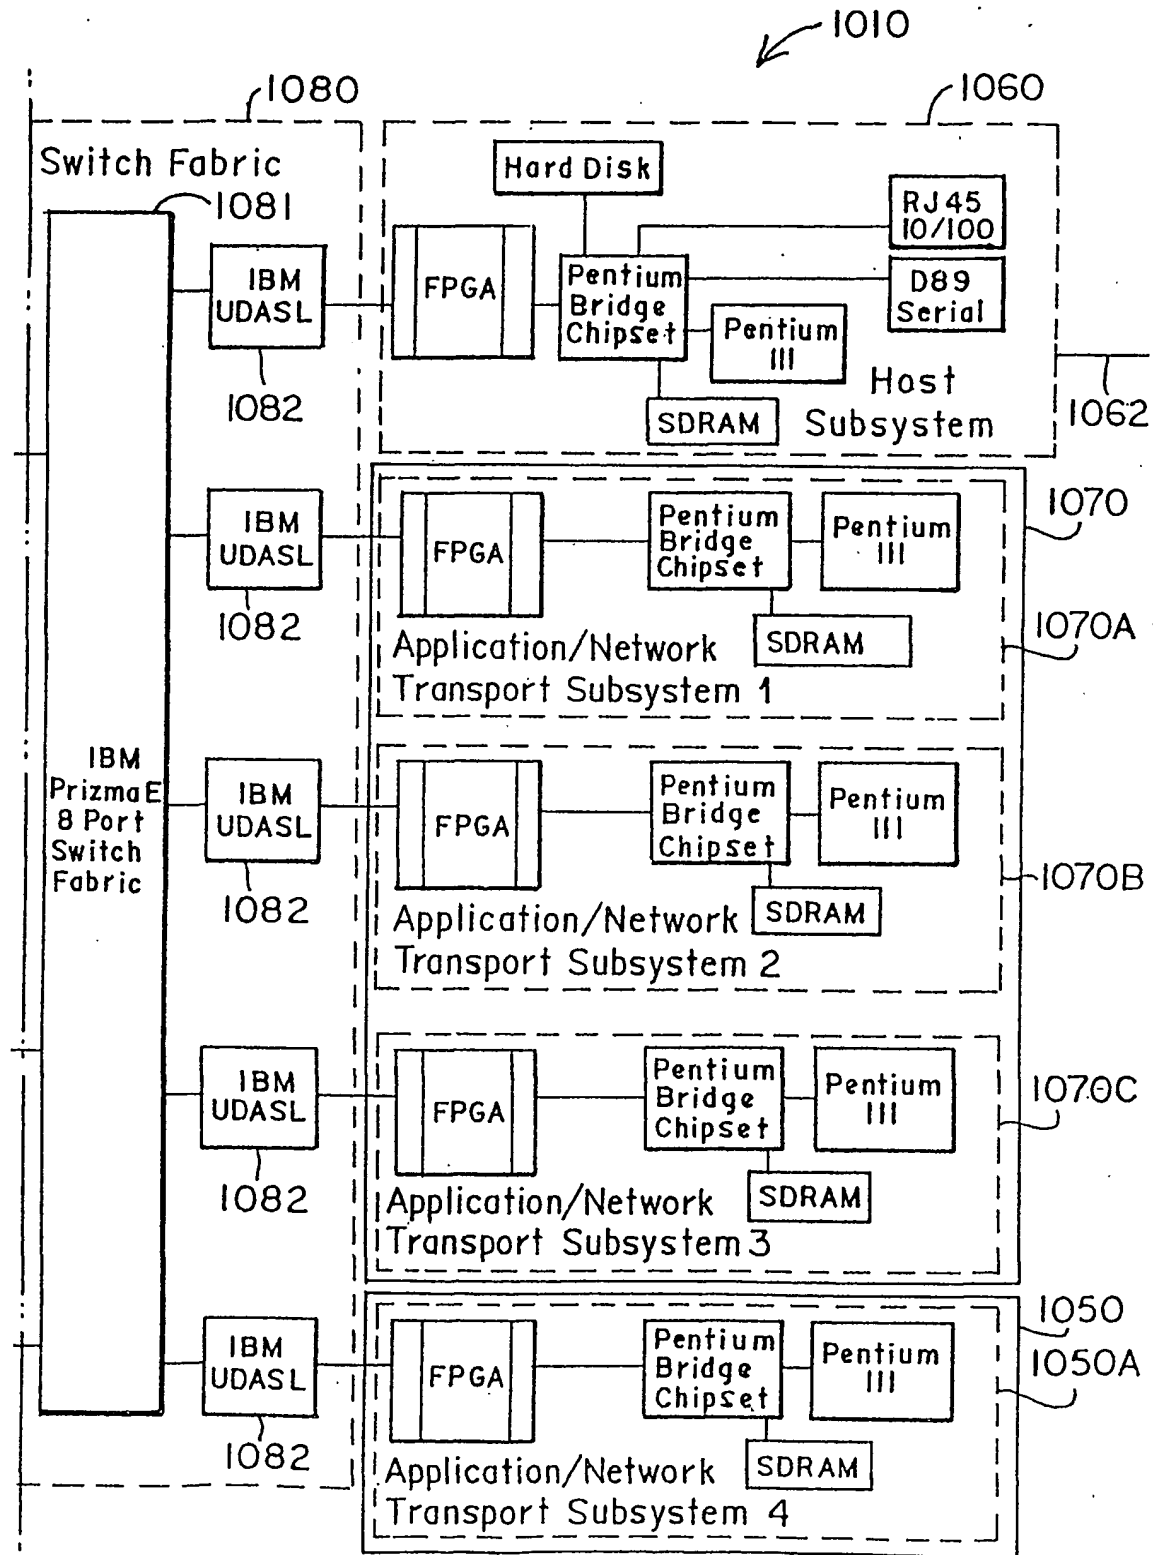 1010
1080
1060
Switch Fabric
1081
IBM
Prizma E
8 Port
Switch
Fabric
IBM
UDASL
1082
Hard Disk
FPGA
Pentium
Bridge
Chipset
RJ45
10/100
D89
Serial
Pentium
III
SDRAM
Host
Subsystem
1062
IBM
UDASL
1082
FPGA
Pentium
Bridge
Chipset
Pentium
III
SDRAM
Application/Network
Transport Subsystem 1
1070
1070A
IBM
UDASL
1082
FPGA
Pentium
Bridge
Chipset
Pentium
III
SDRAM
Application/Network
Transport Subsystem 2
1070B
IBM
UDASL
1082
FPGA
Pentium
Bridge
Chipset
Pentium
III
SDRAM
Application/Network
Transport Subsystem 3
1070C
IBM
UDASL
1082
FPGA
Pentium
Bridge
Chipset
Pentium
III
SDRAM
Application/Network
Transport Subsystem 4
1050
1050A